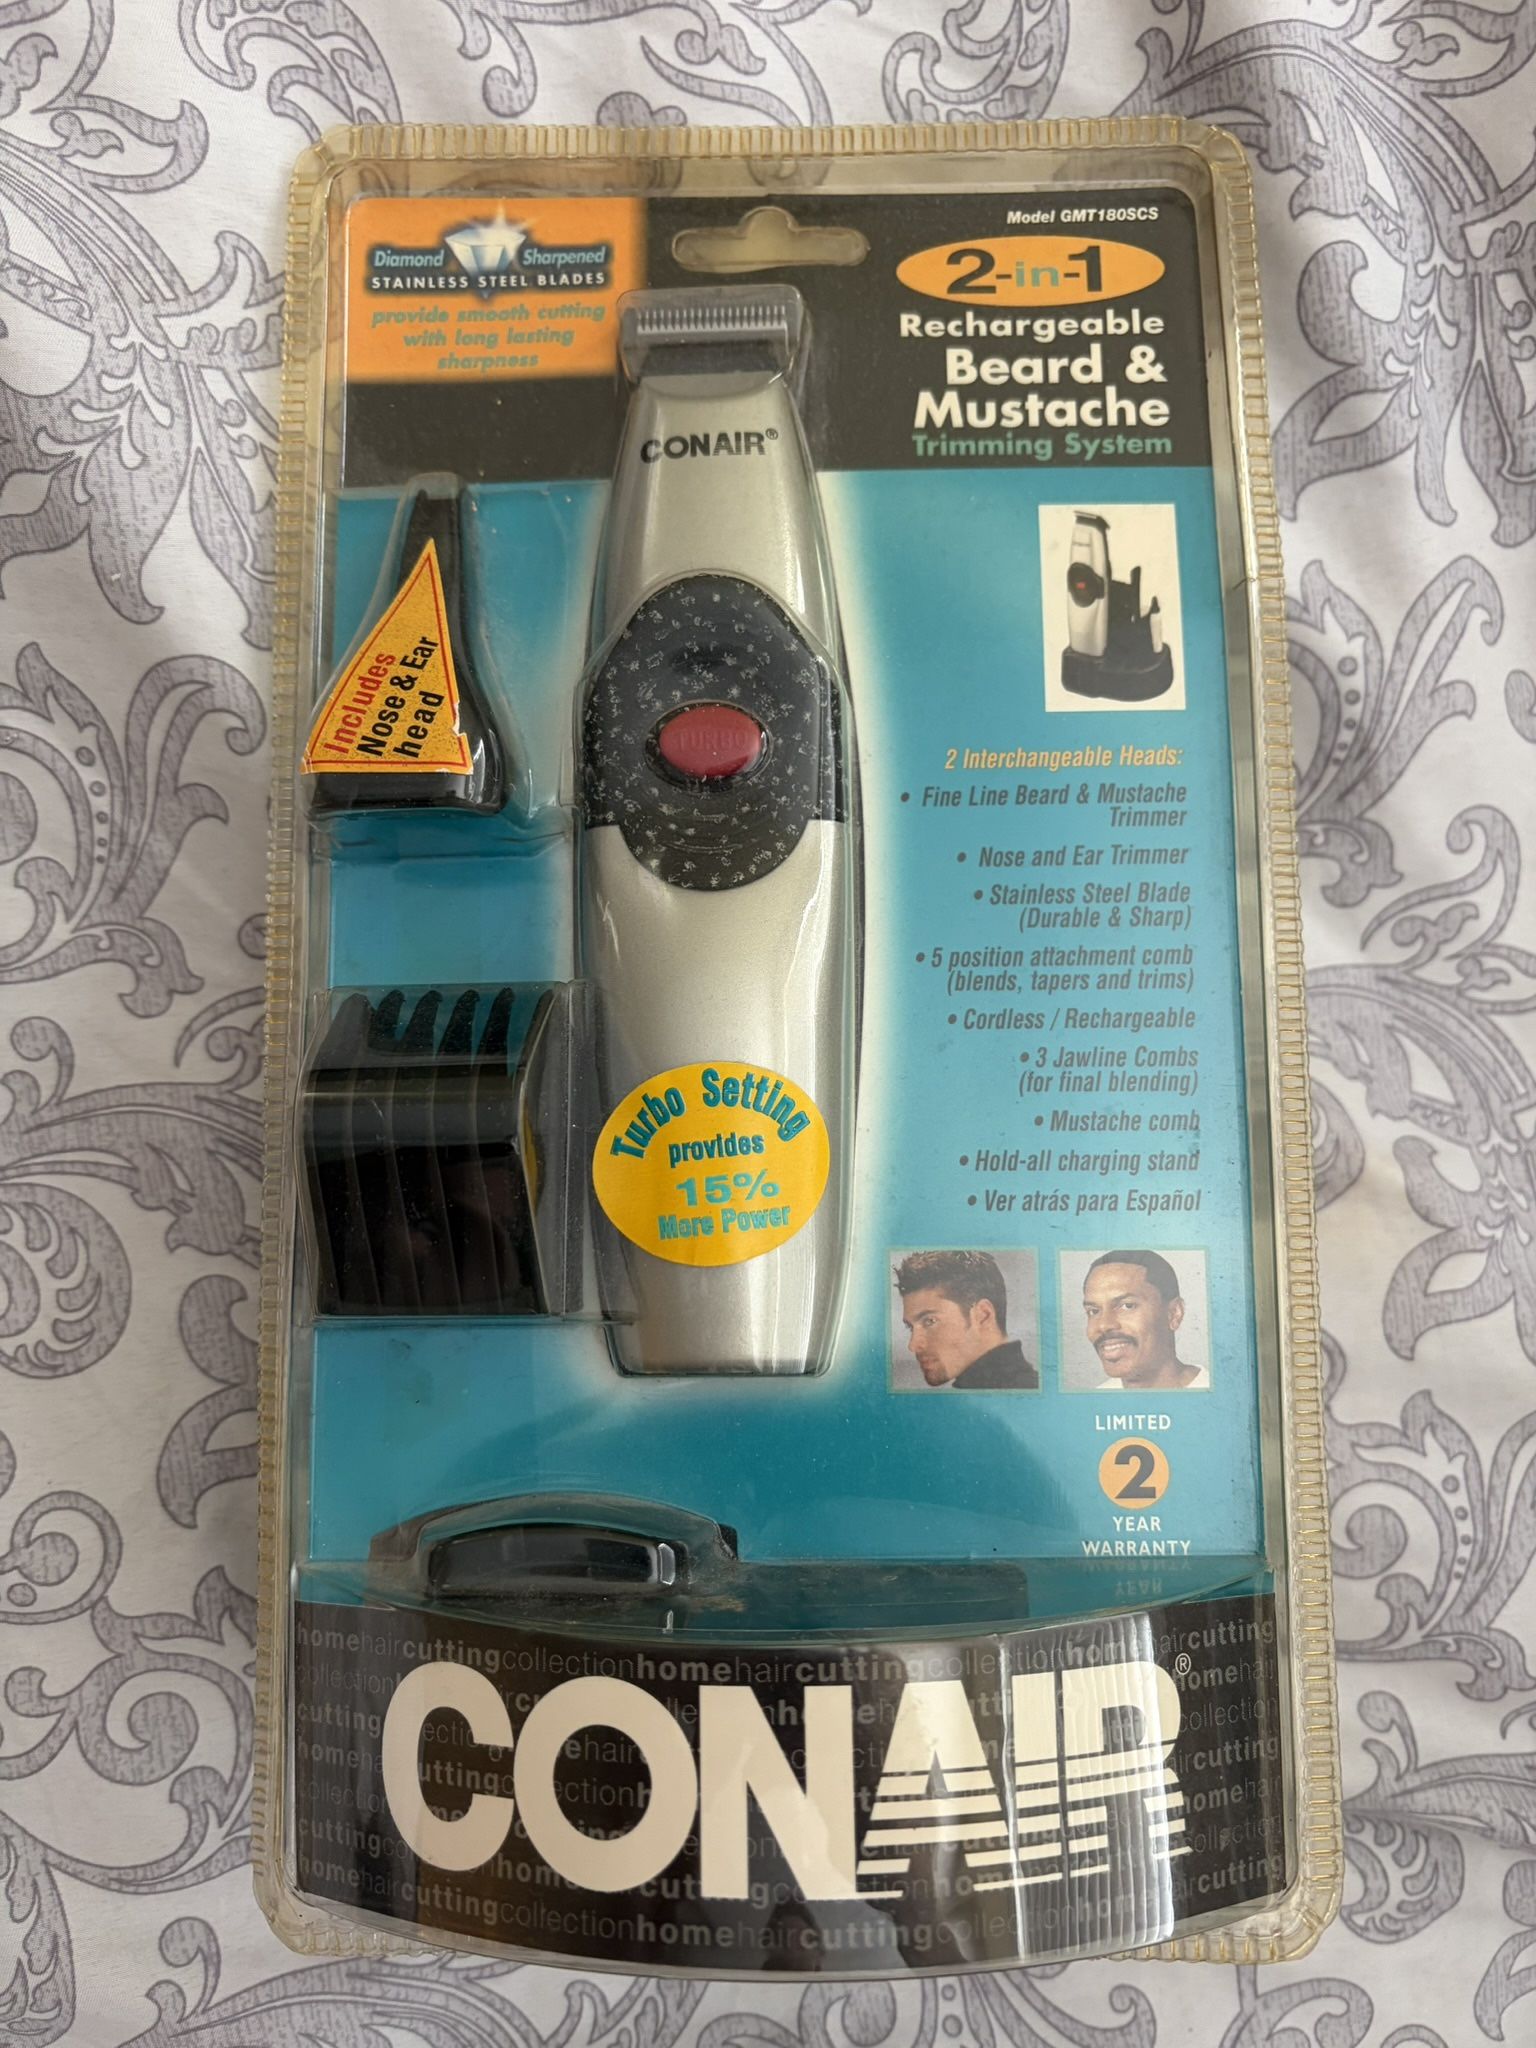 Model GMT180SCS
Diamond Sharpened
STAINLESS STEEL BLADES
provide smooth cutting
with long lasting
sharpness
2-in-1
Rechargeable
Beard &
Mustache
Trimming System
CONAIR®
Includes
Nose & Ear
head
TURBO
2 Interchangeable Heads:
• Fine Line Beard & Mustache
Trimmer
• Nose and Ear Trimmer
• Stainless Steel Blade
(Durable & Sharp)
• 5 position attachment comb
(blends, tapers and trims)
• Cordless / Rechargeable
• 3 Jawline Combs
(for final blending)
• Mustache comb
• Hold-all charging stand
• Ver atrás para Español
Turbo Setting
provides
15%
More Power
LIMITED
2
YEAR
WARRANTY
homehaircuttingcollectionhomehaircuttingcollectionhomehaircutting
CONAIR®
cuttingcollectionhomehaircuttingcollection